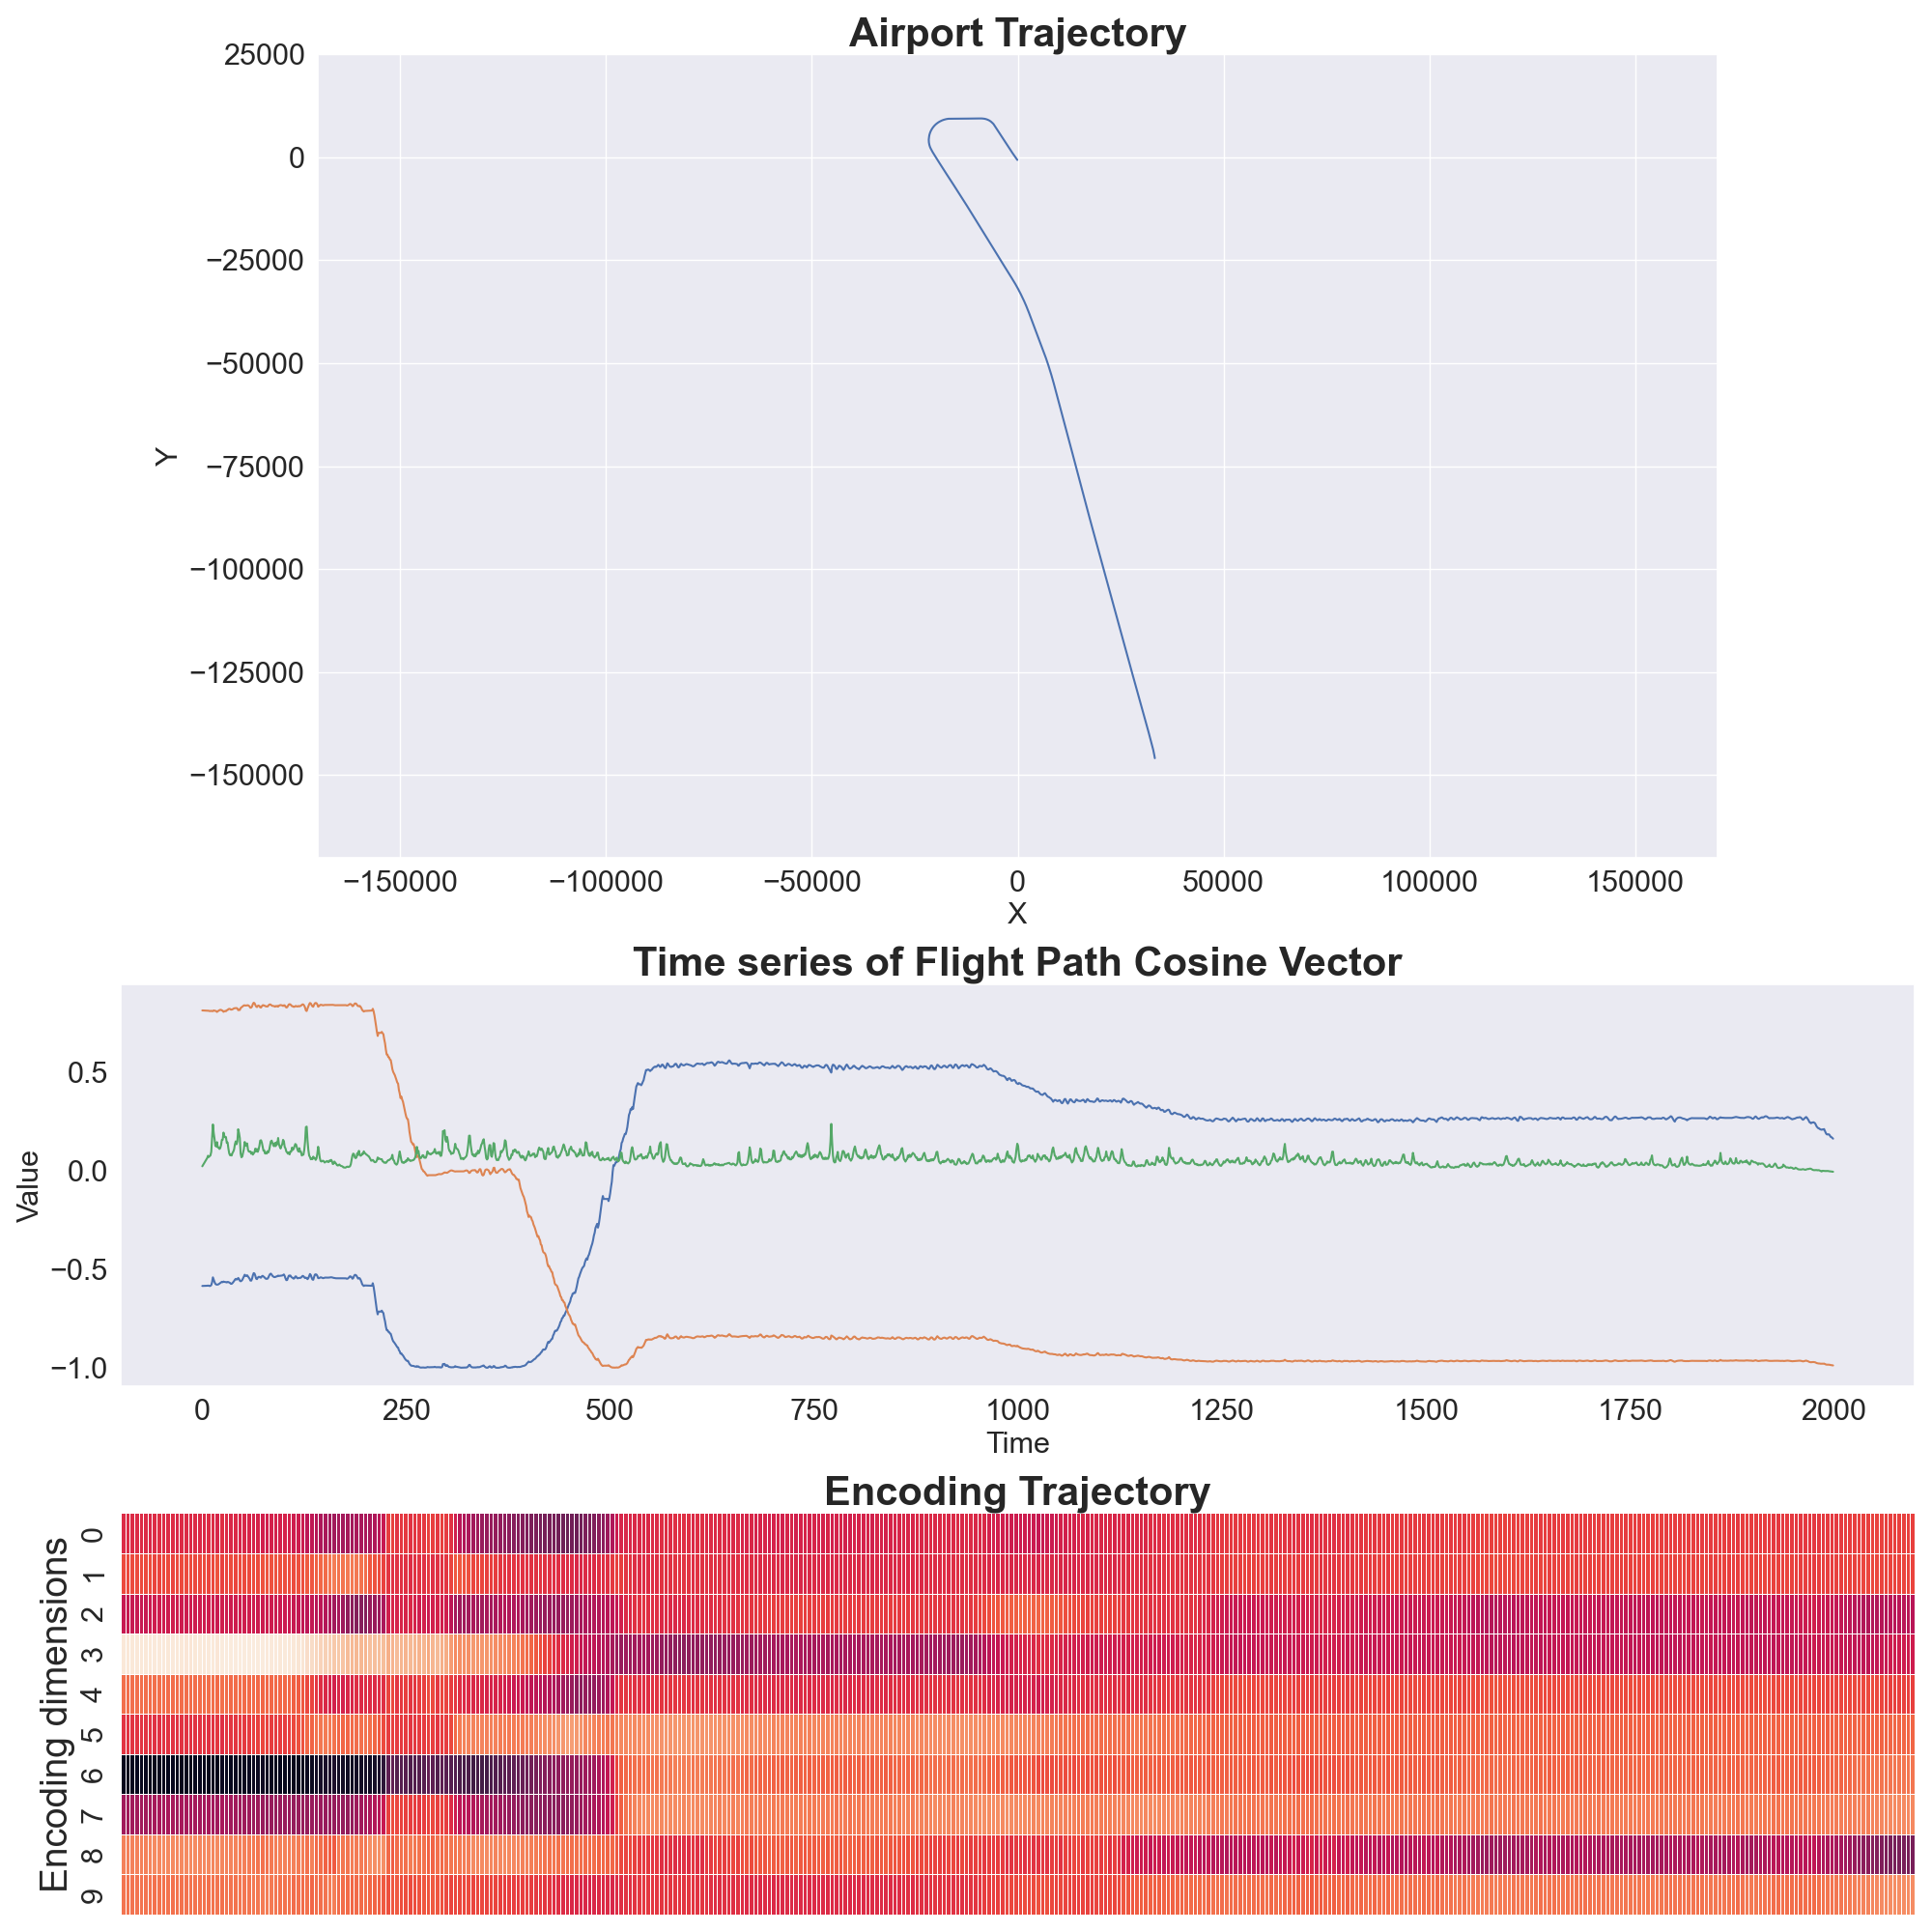 Airport Trajectory
25000
0
−25000
−50000
−75000
−100000
−125000
−150000
Y
−150000 −100000 −50000 0 50000 100000 150000
X
Time series of Flight Path Cosine Vector
0.5
0.0
−0.5
−1.0
Value
0 250 500 750 1000 1250 1500 1750 2000
Time
Encoding Trajectory
Encoding dimensions
0
1
2
3
4
5
6
7
8
9